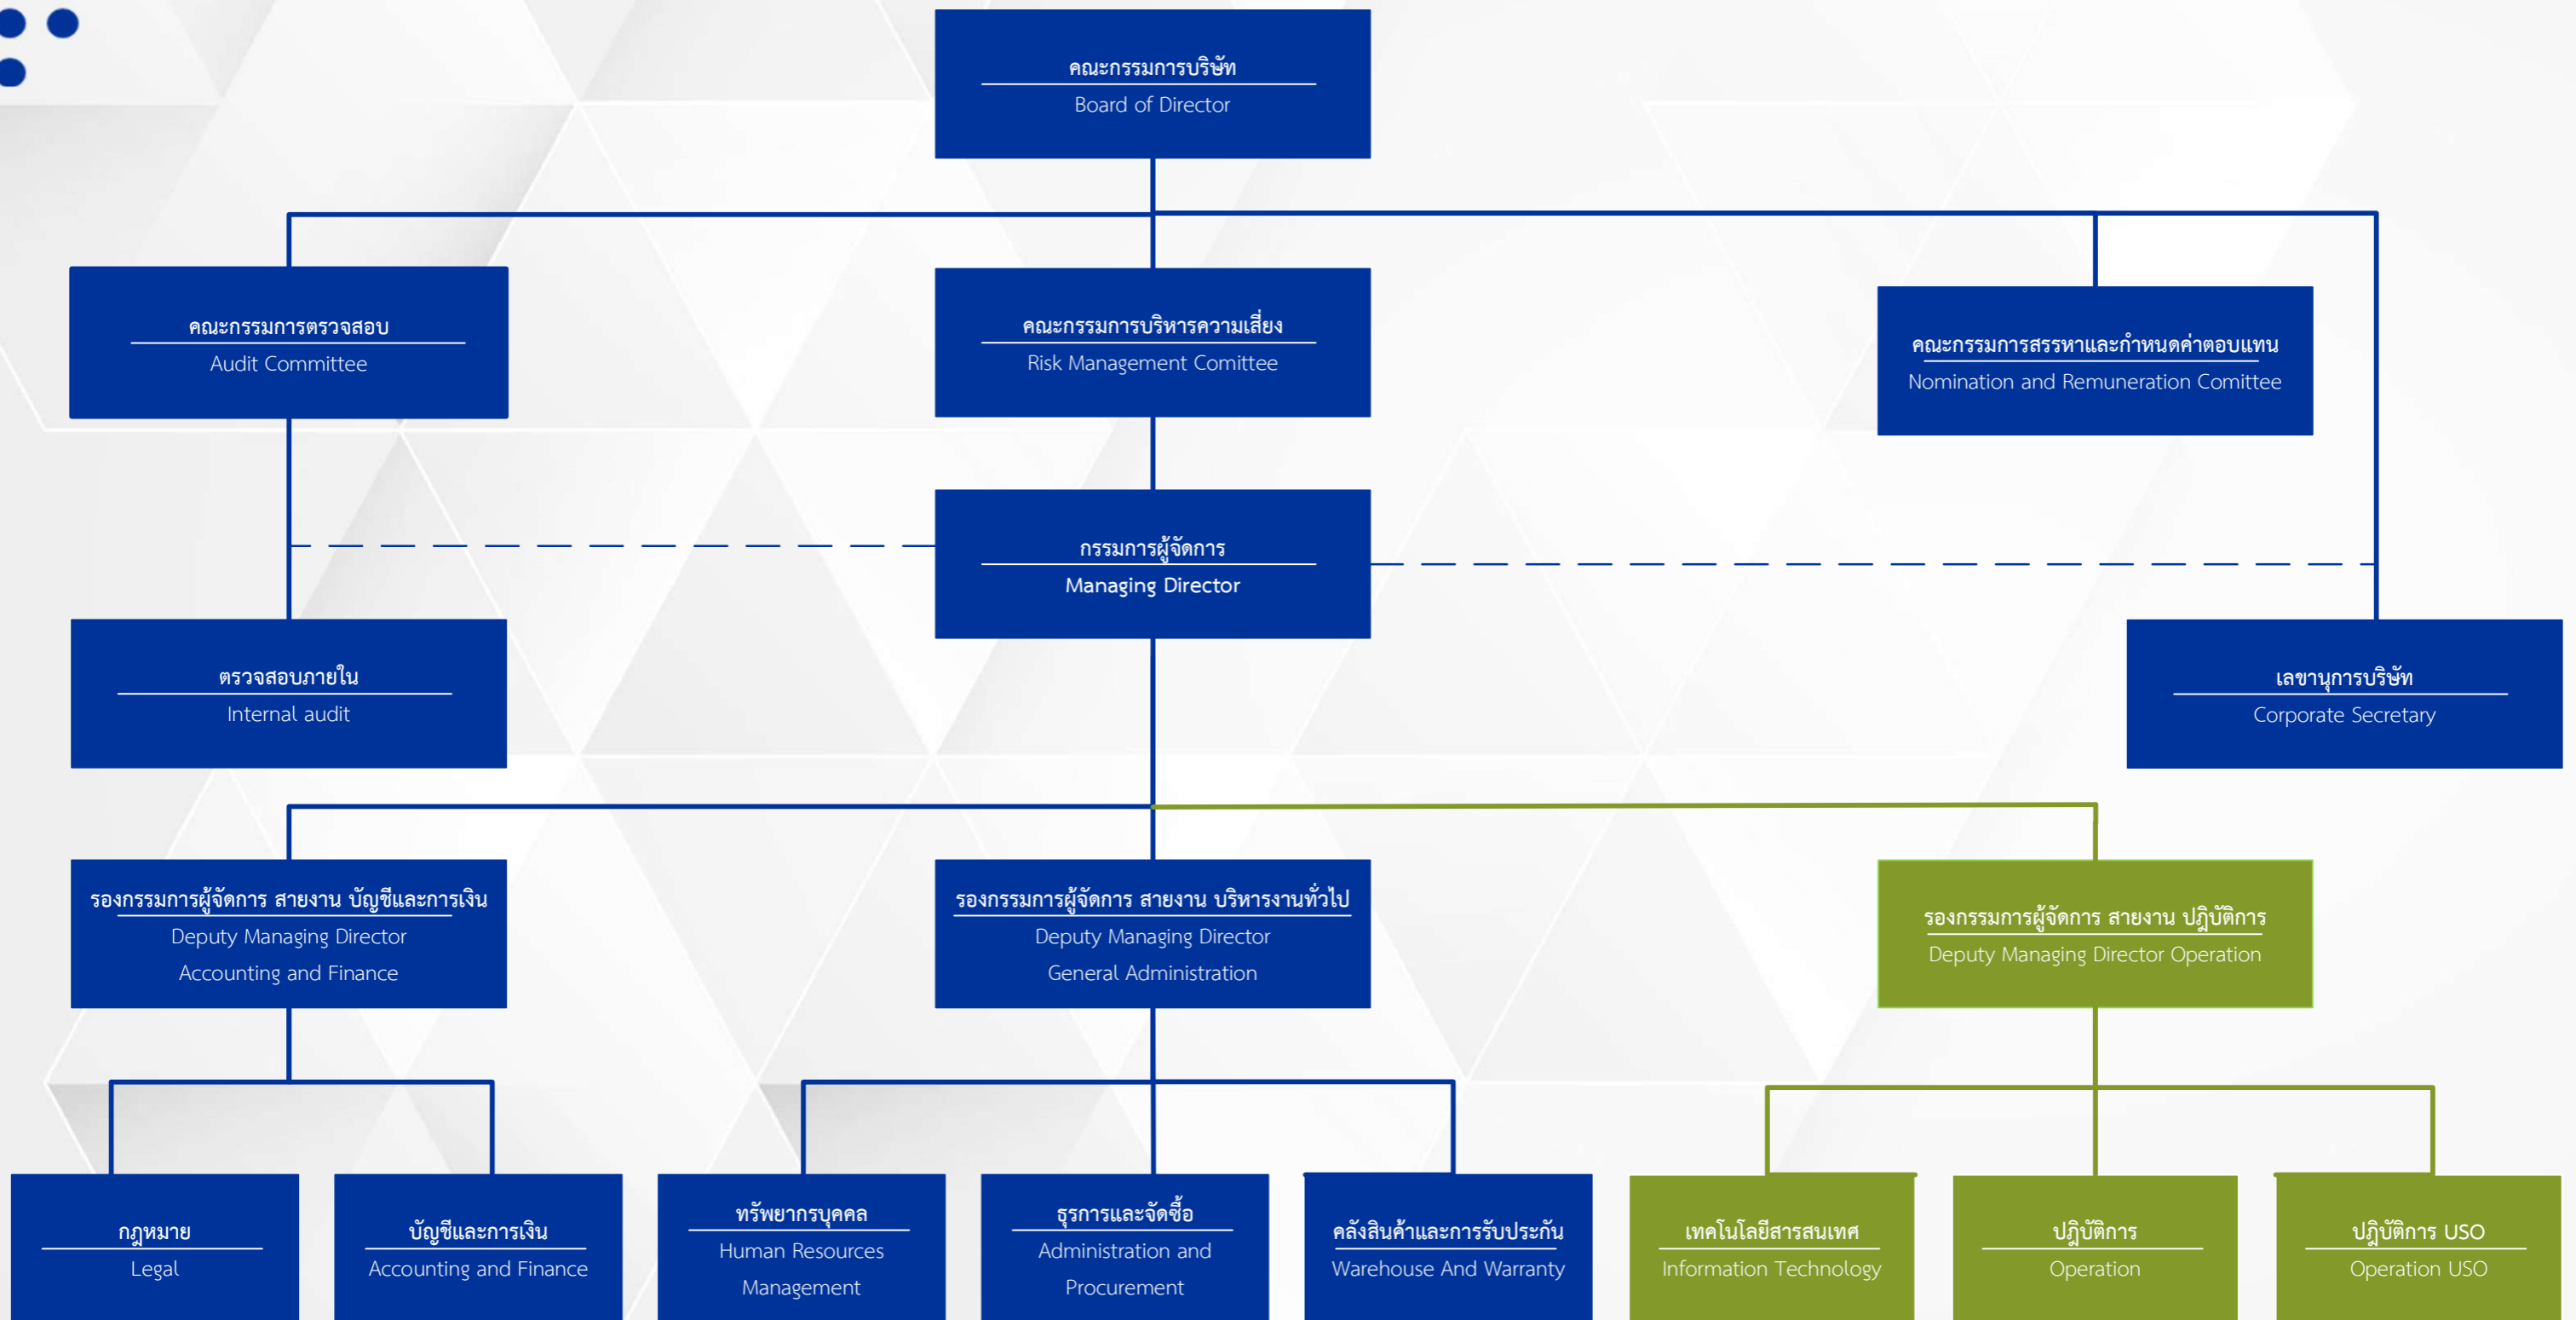 คณะกรรมการบริษัท
Board of Director
คณะกรรมการตรวจสอบ
Audit Committee
คณะกรรมการบริหารความเสี่ยง
Risk Management Comittee
คณะกรรมการสรรหาและกำหนดค่าตอบแทน
Nomination and Remuneration Comittee
กรรมการผู้จัดการ
Managing Director
ตรวจสอบภายใน
Internal audit
เลขานุการบริษัท
Corporate Secretary
รองกรรมการผู้จัดการ สายงาน บัญชีและการเงิน
Deputy Managing Director
Accounting and Finance
รองกรรมการผู้จัดการ สายงาน บริหารงานทั่วไป
Deputy Managing Director
General Administration
รองกรรมการผู้จัดการ สายงาน ปฎิบัติการ
Deputy Managing Director Operation
กฎหมาย
Legal
บัญชีและการเงิน
Accounting and Finance
ทรัพยากรบุคคล
Human Resources
Management
ธุรการและจัดซื้อ
Administration and
Procurement
คลังสินค้าและการรับประกัน
Warehouse And Warranty
เทคโนโลยีสารสนเทศ
Information Technology
ปฎิบัติการ
Operation
ปฎิบัติการ USO
Operation USO